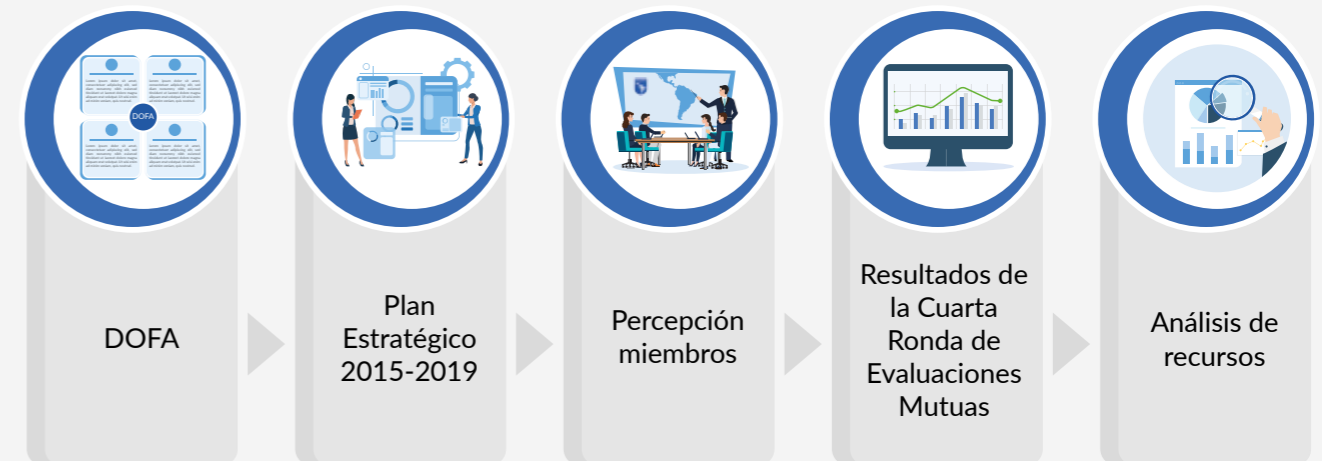 DOFA
DOFA
Plan
Estratégico
2015-2019
Percepción
miembros
Resultados de
la Cuarta
Ronda de
Evaluaciones
Mutuas
Análisis de
recursos